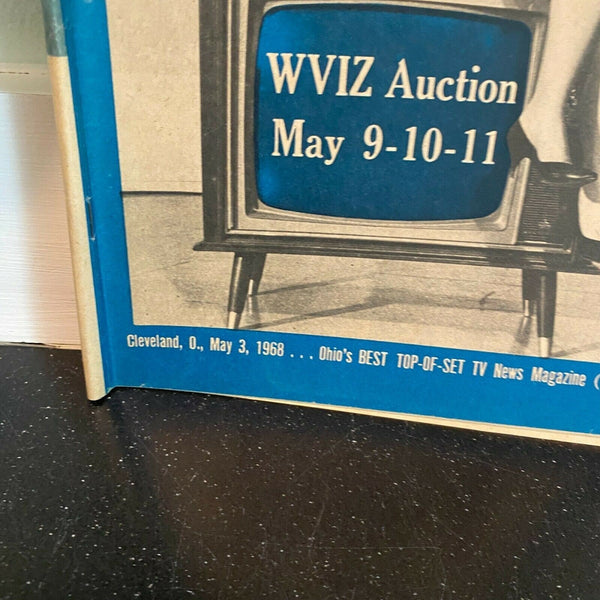 WVIZ Auction
May 9-10-11
Cleveland, O., May 3, 1968 . . . Ohio's BEST TOP-OF-SET TV News Magazine (